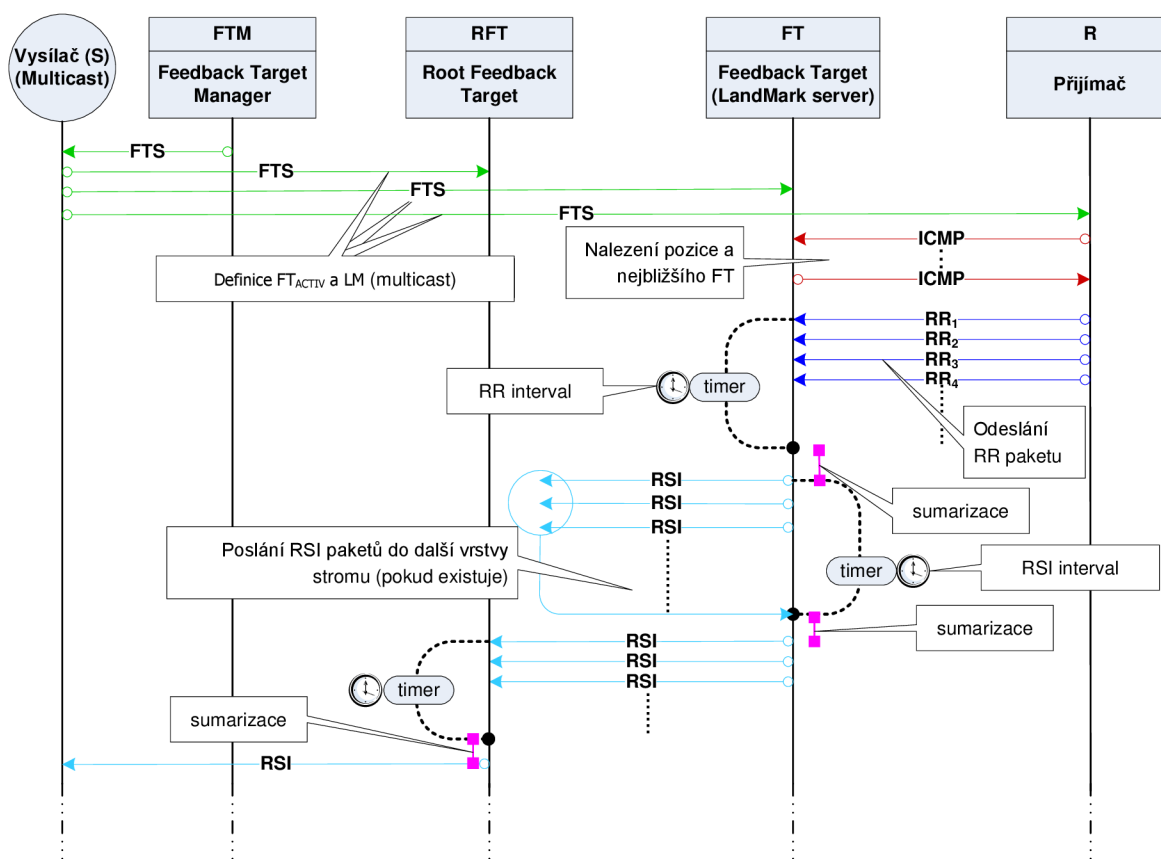 Vysílač (S)
(Multicast)
FTM
Feedback Target
Manager
RFT
Root Feedback
Target
FT
Feedback Target
(LandMark server)
R
Přijímač
FTS
FTS
FTS
FTS
Definice FT_ACTIV a LM (multicast)
ICMP
Nalezení pozice a
nejbližšího FT
ICMP
RR₁
RR₂
RR₃
RR₄
RR interval
timer
Odeslání
RR paketu
RSI
RSI
RSI
sumarizace
Poslání RSI paketů do další vrstvy
stromu (pokud existuje)
timer
RSI interval
sumarizace
RSI
RSI
RSI
timer
sumarizace
RSI